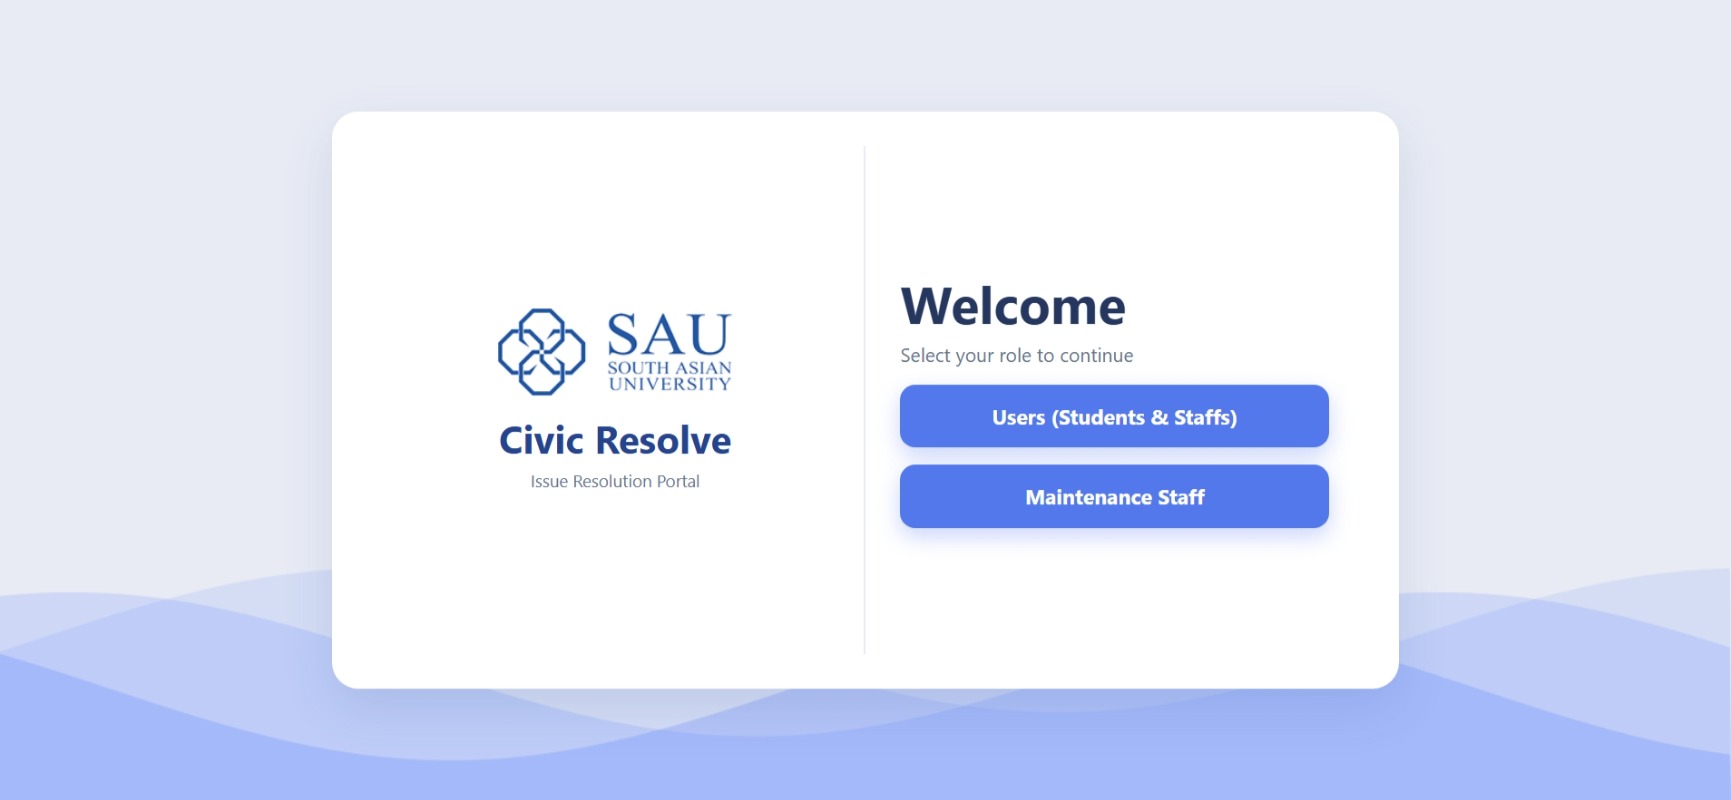 SAU
SOUTH ASIAN
UNIVERSITY
Civic Resolve
Issue Resolution Portal
Welcome
Select your role to continue
Users (Students & Staffs)
Maintenance Staff